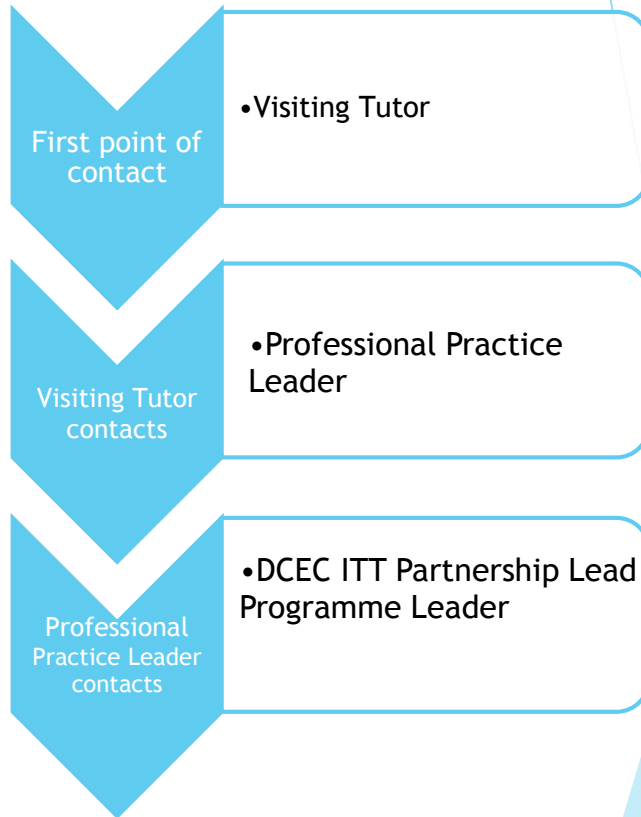 First point of
contact
•Visiting Tutor
Visiting Tutor
contacts
•Professional Practice
Leader
Professional
Practice Leader
contacts
•DCEC ITT Partnership Lead
Programme Leader